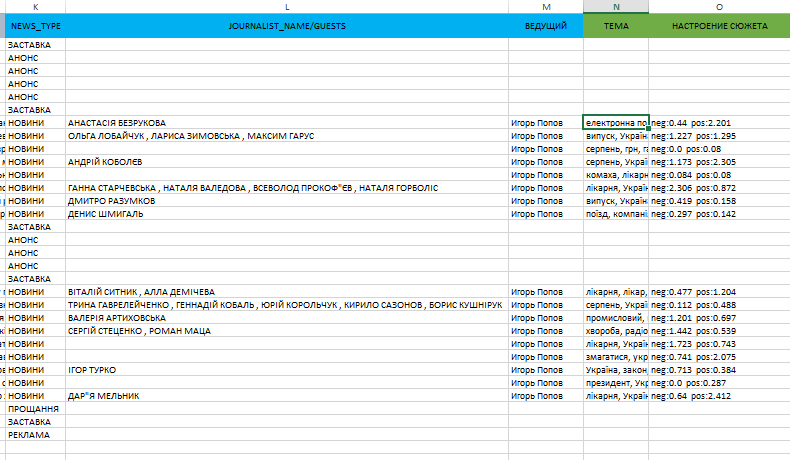 K L M N O
NEWS_TYPE JOURNALIST_NAME/GUESTS ВЕДУЩИЙ ТЕМА НАСТРОЕНИЕ СЮЖЕТА
ЗАСТАВКА
АНОНС
АНОНС
АНОНС
АНОНС
ЗАСТАВКА
НОВИНИ АНАСТАСІЯ БЕЗРУКОВА Игорь Попов електронна по neg:0.44 pos:2.201
НОВИНИ ОЛЬГА ЛОБАЙЧУК , ЛАРИСА ЗИМОВСЬКА , МАКСИМ ГАРУС Игорь Попов випуск, Україн neg:1.227 pos:1.295
НОВИНИ Игорь Попов серпень, грн, г neg:0.0 pos:0.08
НОВИНИ АНДРІЙ КОБОЛЄВ Игорь Попов серпень, Украї neg:1.173 pos:2.305
НОВИНИ Игорь Попов комаха, лікарн neg:0.084 pos:0.08
НОВИНИ ГАННА СТАРЧЕВСЬКА , НАТАЛЯ ВАЛЕДОВА , ВСЕВОЛОД ПРОКОФ"ЄВ , НАТАЛЯ ГОРБОЛІС Игорь Попов лікарня, Україн neg:2.306 pos:0.872
НОВИНИ ДМИТРО РАЗУМКОВ Игорь Попов випуск, Україн neg:0.419 pos:0.158
НОВИНИ ДЕНИС ШМИГАЛЬ Игорь Попов поїзд, компані neg:0.297 pos:0.142
ЗАСТАВКА
АНОНС
АНОНС
АНОНС
ЗАСТАВКА
НОВИНИ ВІТАЛІЙ СИТНИК , АЛЛА ДЕМІЧЕВА Игорь Попов лікарня, лікар, neg:0.477 pos:1.204
НОВИНИ ТРИНА ГАВРЕЛЕЙЧЕНКО , ГЕННАДІЙ КОБАЛЬ , ЮРІЙ КОРОЛЬЧУК , КИРИЛО САЗОНОВ , БОРИС КУШНІРУК Игорь Попов серпень, Украї neg:0.112 pos:0.488
НОВИНИ ВАЛЕРІЯ АРТИХОВСЬКА Игорь Попов промисловий, neg:1.201 pos:0.697
НОВИНИ СЕРГІЙ СТЕЦЕНКО , РОМАН МАЦА Игорь Попов хвороба, радіо neg:1.442 pos:0.539
НОВИНИ Игорь Попов лікарня, Україн neg:1.723 pos:0.743
НОВИНИ Игорь Попов змагатися, укр neg:0.741 pos:2.075
НОВИНИ ІГОР ТУРКО Игорь Попов Україна, закон, neg:0.713 pos:0.384
НОВИНИ Игорь Попов президент, Укр neg:0.0 pos:0.287
НОВИНИ ДАР"Я МЕЛЬНИК Игорь Попов лікарня, Україн neg:0.64 pos:2.412
ПРОЩАННЯ
ЗАСТАВКА
РЕКЛАМА